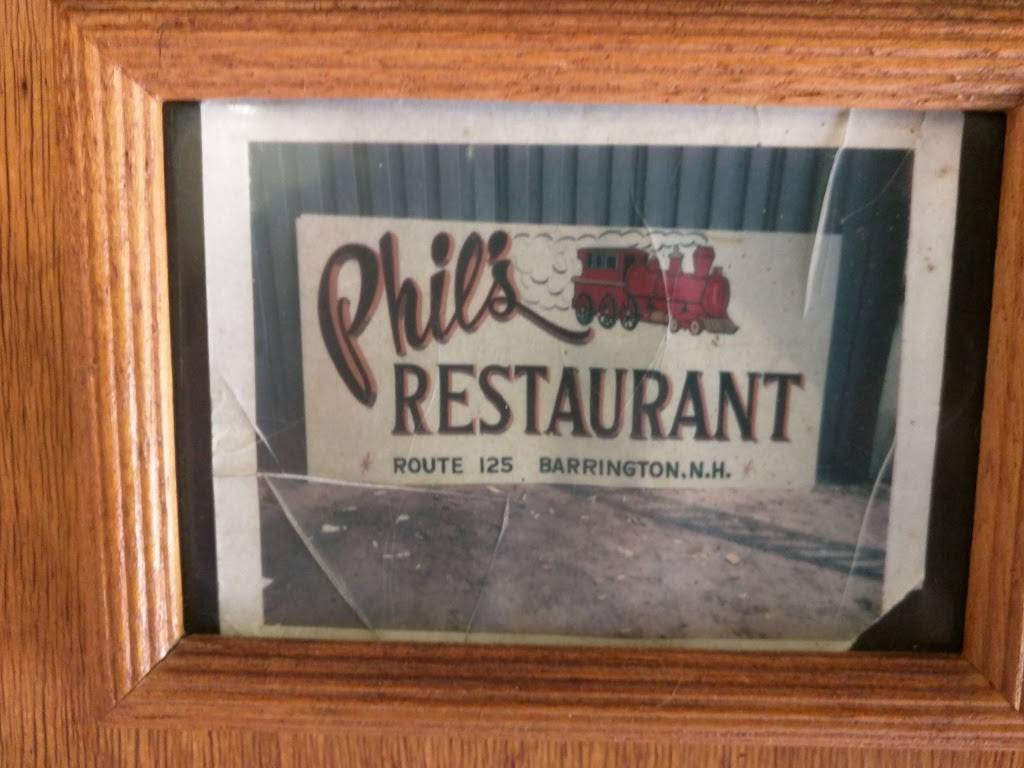 Phil's
RESTAURANT
ROUTE 125 BARRINGTON, N.H.